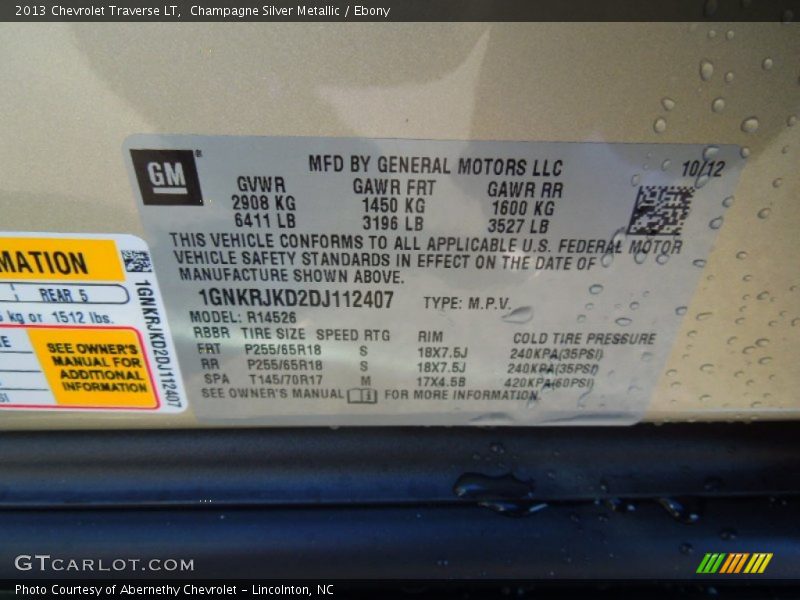 2013 Chevrolet Traverse LT,  Champagne Silver Metallic / Ebony
GM®
MFD BY GENERAL MOTORS LLC
10/12
GVWR GAWR FRT GAWR RR
2908 KG 1450 KG 1600 KG
6411 LB 3196 LB 3527 LB
THIS VEHICLE CONFORMS TO ALL APPLICABLE U.S. FEDERAL MOTOR
VEHICLE SAFETY STANDARDS IN EFFECT ON THE DATE OF
MANUFACTURE SHOWN ABOVE.
1GNKRJKD2DJ112407 TYPE: M.P.V.
MODEL: R14526
RBBR TIRE SIZE SPEED RTG RIM COLD TIRE PRESSURE
FRT P255/65R18 S 18X7.5J 240KPA(35PSI)
RR P255/65R18 S 18X7.5J 240KPA(35PSI)
SPA T145/70R17 M 17X4.5B 420KPA(60PSI)
SEE OWNER'S MANUAL FOR MORE INFORMATION.
MATION
REAR 5
kg or 1512 lbs.
SEE OWNER'S
MANUAL FOR
ADDITIONAL
INFORMATION
1GNKRJKD2DJ112407
GTCARLOT.COM
Photo Courtesy of Abernethy Chevrolet - Lincolnton, NC